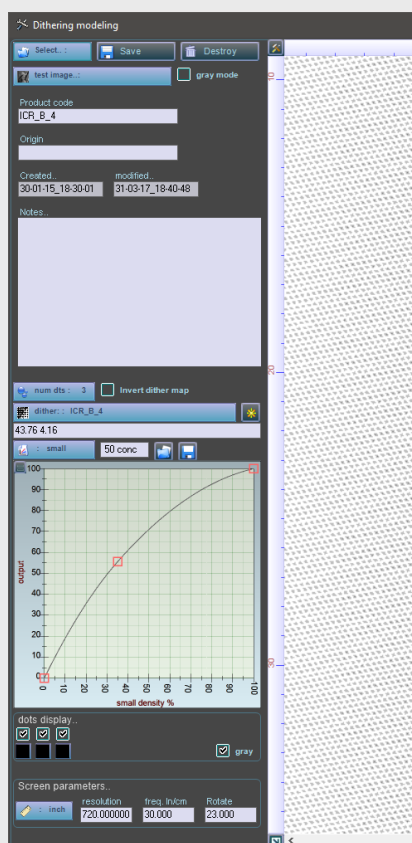 Dithering modeling
Select.. :
Save
Destroy
test image..:
gray mode
Product code
ICR_B_4
Origin
Created..
modified..
30-01-15_18-30-01
31-03-17_18-40-48
Notes..
num dts : 3
Invert dither map
dither: : ICR_B_4
43.76 4.16
: small
50 conc
100
90
80
70
60
50
40
30
20
10
0
output
0 10 20 30 40 50 60 70 80 90 100
small density %
dots display..
gray
Screen parameters..
: inch
resolution
freq. ln/cm
Rotate
720.000000
30.000
23.000
10
20
30